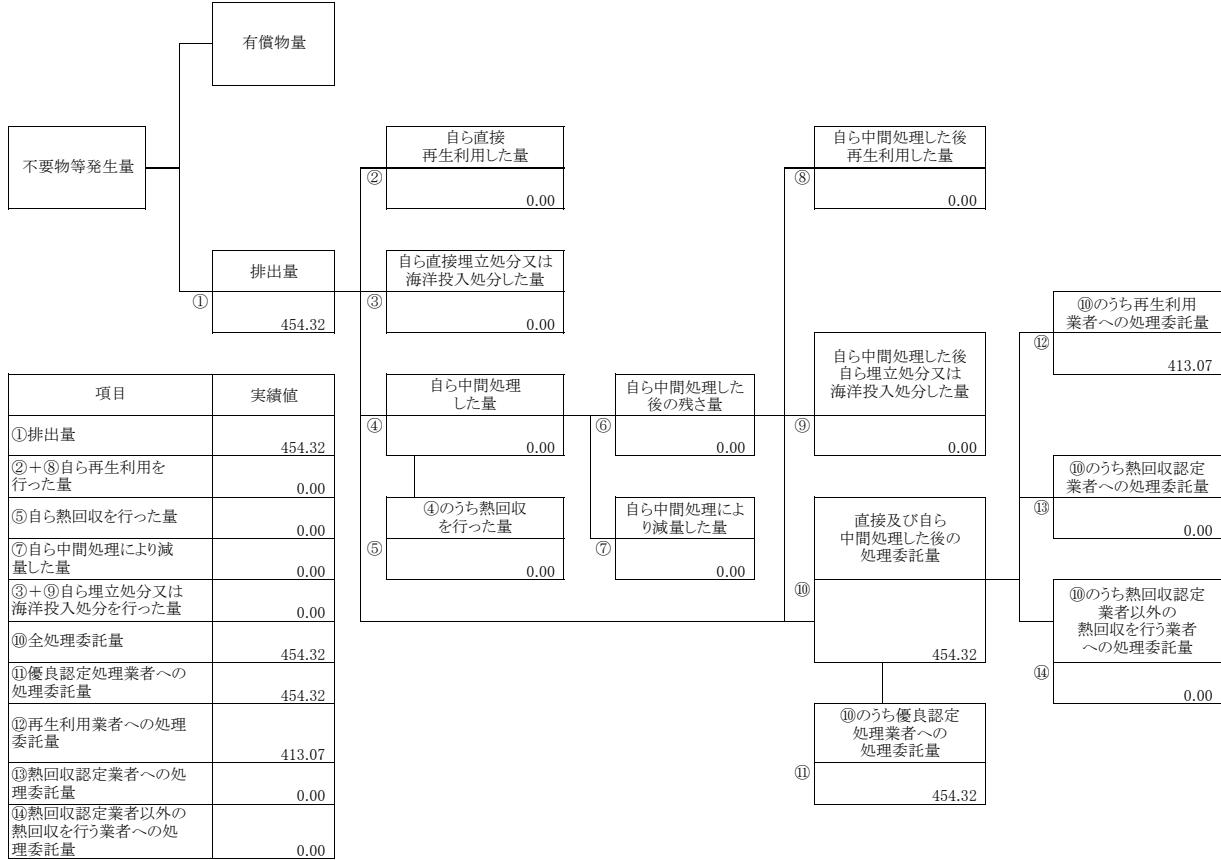 有償物量
不要物等発生量
自ら直接
再生利用した量
②
0.00
自ら中間処理した後
再生利用した量
⑧
0.00
排出量
①
454.32
自ら直接埋立処分又は
海洋投入処分した量
③
0.00
⑩のうち再生利用
業者への処理委託量
⑫
413.07
自ら中間処理
した量
④
0.00
自ら中間処理した
後の残さ量
⑥
0.00
自ら中間処理した後
自ら埋立処分又は
海洋投入処分した量
⑨
0.00
⑩のうち熱回収認定
業者への処理委託量
⑬
0.00
④のうち熱回収
を行った量
⑤
0.00
自ら中間処理によ
り減量した量
⑦
0.00
直接及び自ら
中間処理した後の
処理委託量
⑩
454.32
⑩のうち熱回収認定
業者以外の
熱回収を行う業者
への処理委託量
⑭
0.00
⑩のうち優良認定
処理業者への
処理委託量
⑪
454.32
項目 実績値
①排出量 454.32
②+⑧自ら再生利用を
行った量 0.00
⑤自ら熱回収を行った量 0.00
⑦自ら中間処理により減
量した量 0.00
③+⑨自ら埋立処分又は
海洋投入処分を行った量 0.00
⑩全処理委託量 454.32
⑪優良認定処理業者への
処理委託量 454.32
⑫再生利用業者への処理
委託量 413.07
⑬熱回収認定業者への処
理委託量 0.00
⑭熱回収認定業者以外の
熱回収を行う業者への処
理委託量 0.00